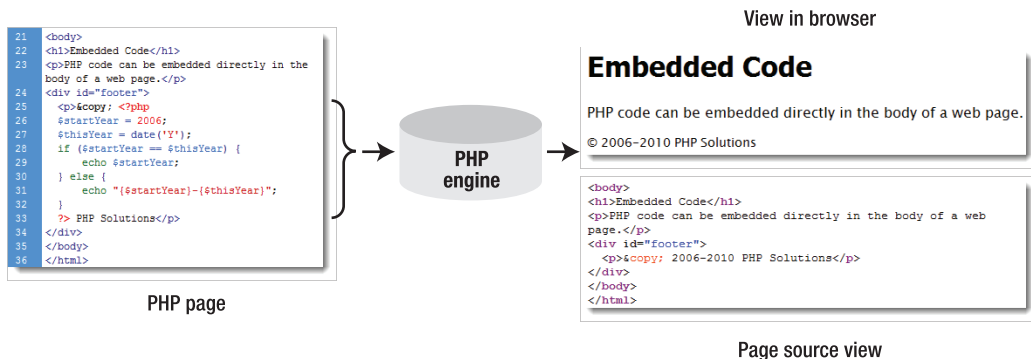 21 <body>
22 <h1>Embedded Code</h1>
23 <p>PHP code can be embedded directly in the
body of a web page.</p>
24 <div id="footer">
25 <p>&copy; <?php
26 $startYear = 2006;
27 $thisYear = date('Y');
28 if ($startYear == $thisYear) {
29 echo $startYear;
30 } else {
31 echo "{$startYear}-{$thisYear}";
32 }
33 ?> PHP Solutions</p>
34 </div>
35 </body>
36 </html>
PHP page
PHP
engine
View in browser
Embedded Code
PHP code can be embedded directly in the body of a web page.
© 2006-2010 PHP Solutions
<body>
<h1>Embedded Code</h1>
<p>PHP code can be embedded directly in the body of a web
page.</p>
<div id="footer">
<p>&copy; 2006-2010 PHP Solutions</p>
</div>
</body>
</html>
Page source view